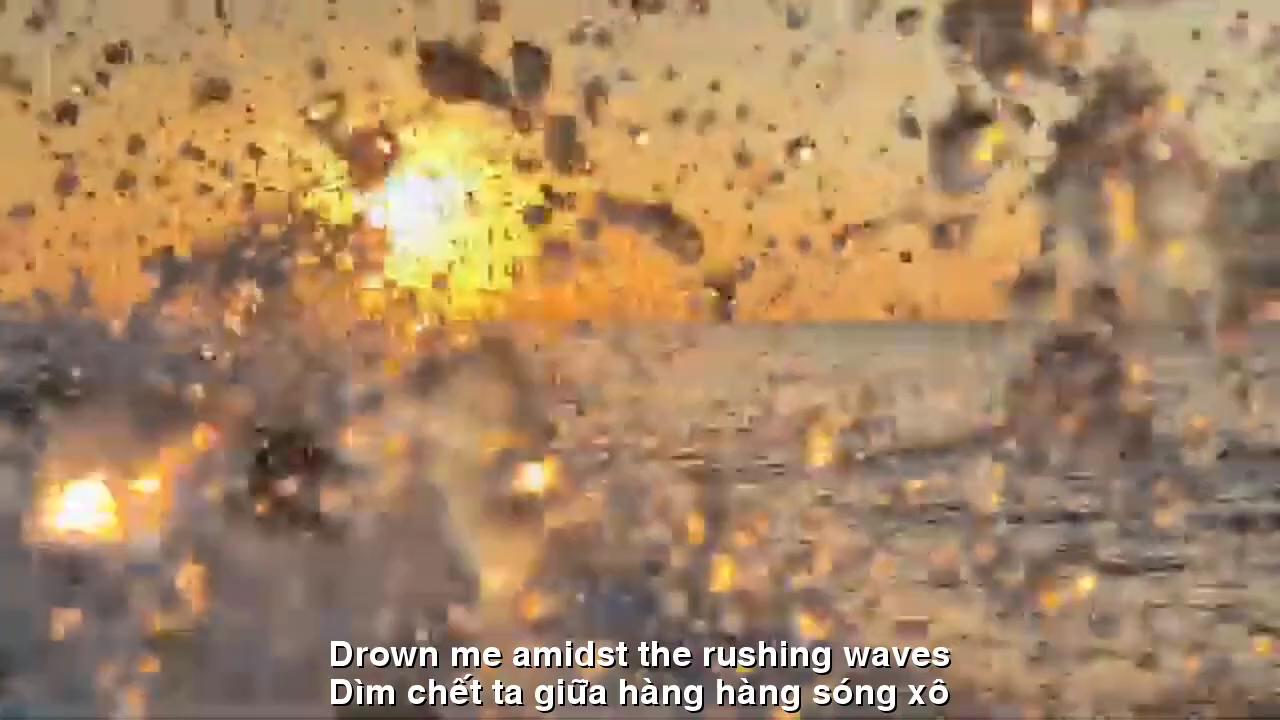 Drown me amidst the rushing waves
Dìm chết ta giữa hàng hàng sóng xô